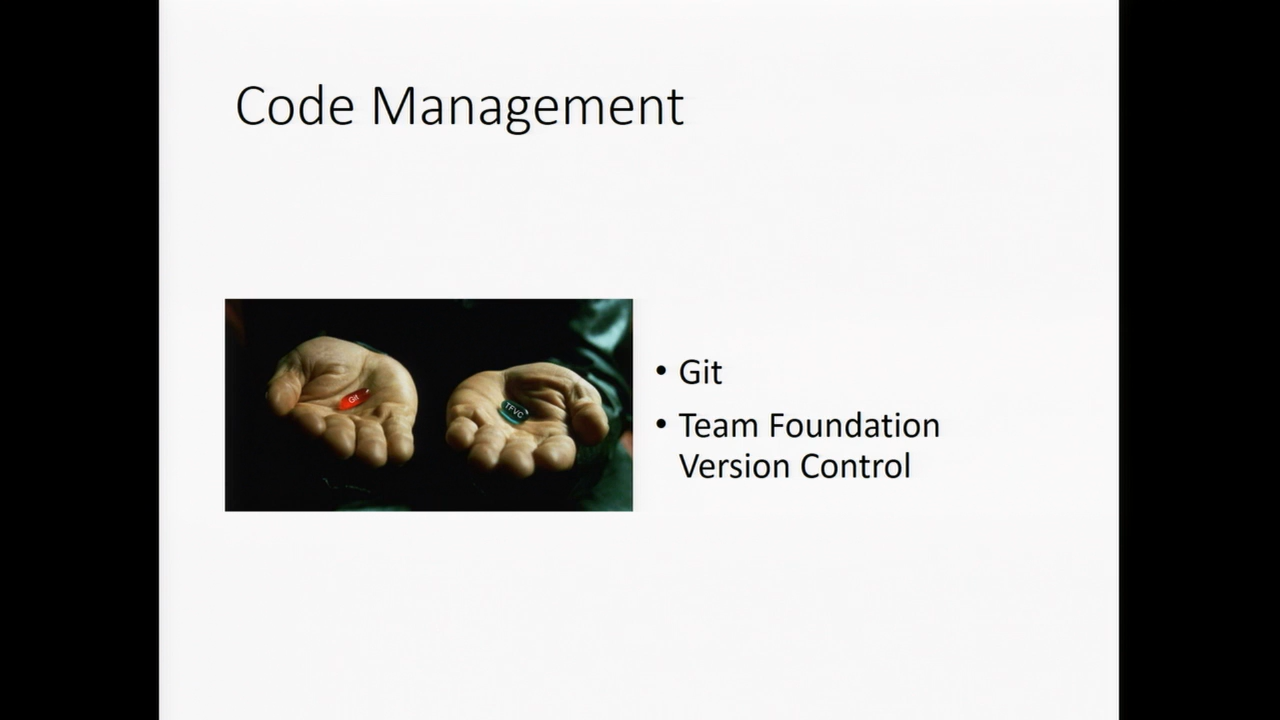 Code Management
Git
TFVC
• Git
• Team Foundation
Version Control